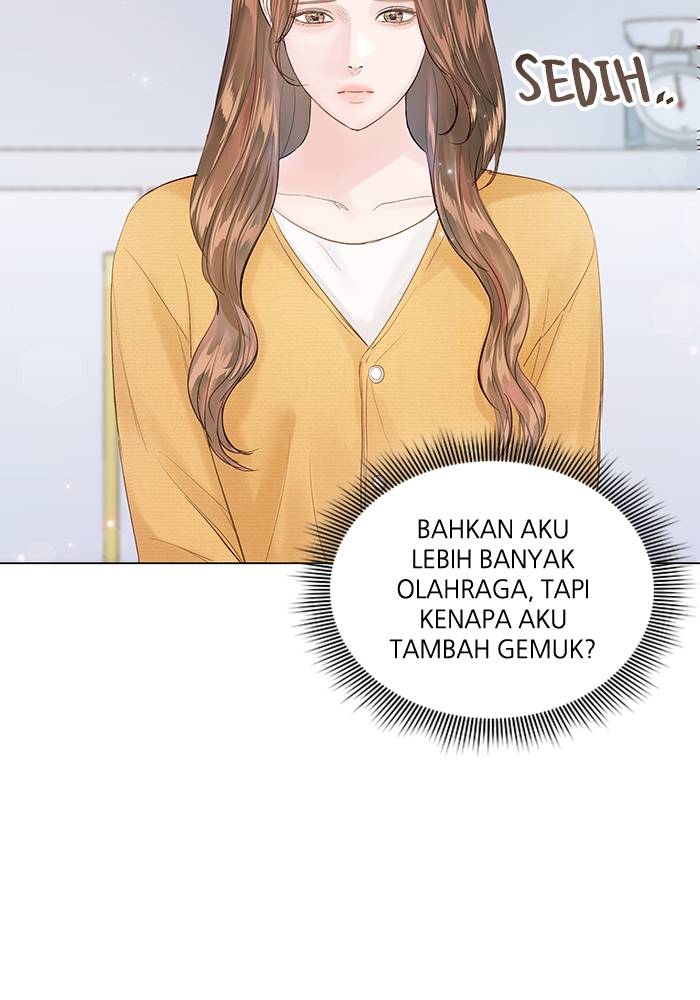 SEDIH..
BAHKAN AKU
LEBIH BANYAK
OLAHRAGA, TAPI
KENAPA AKU
TAMBAH GEMUK?